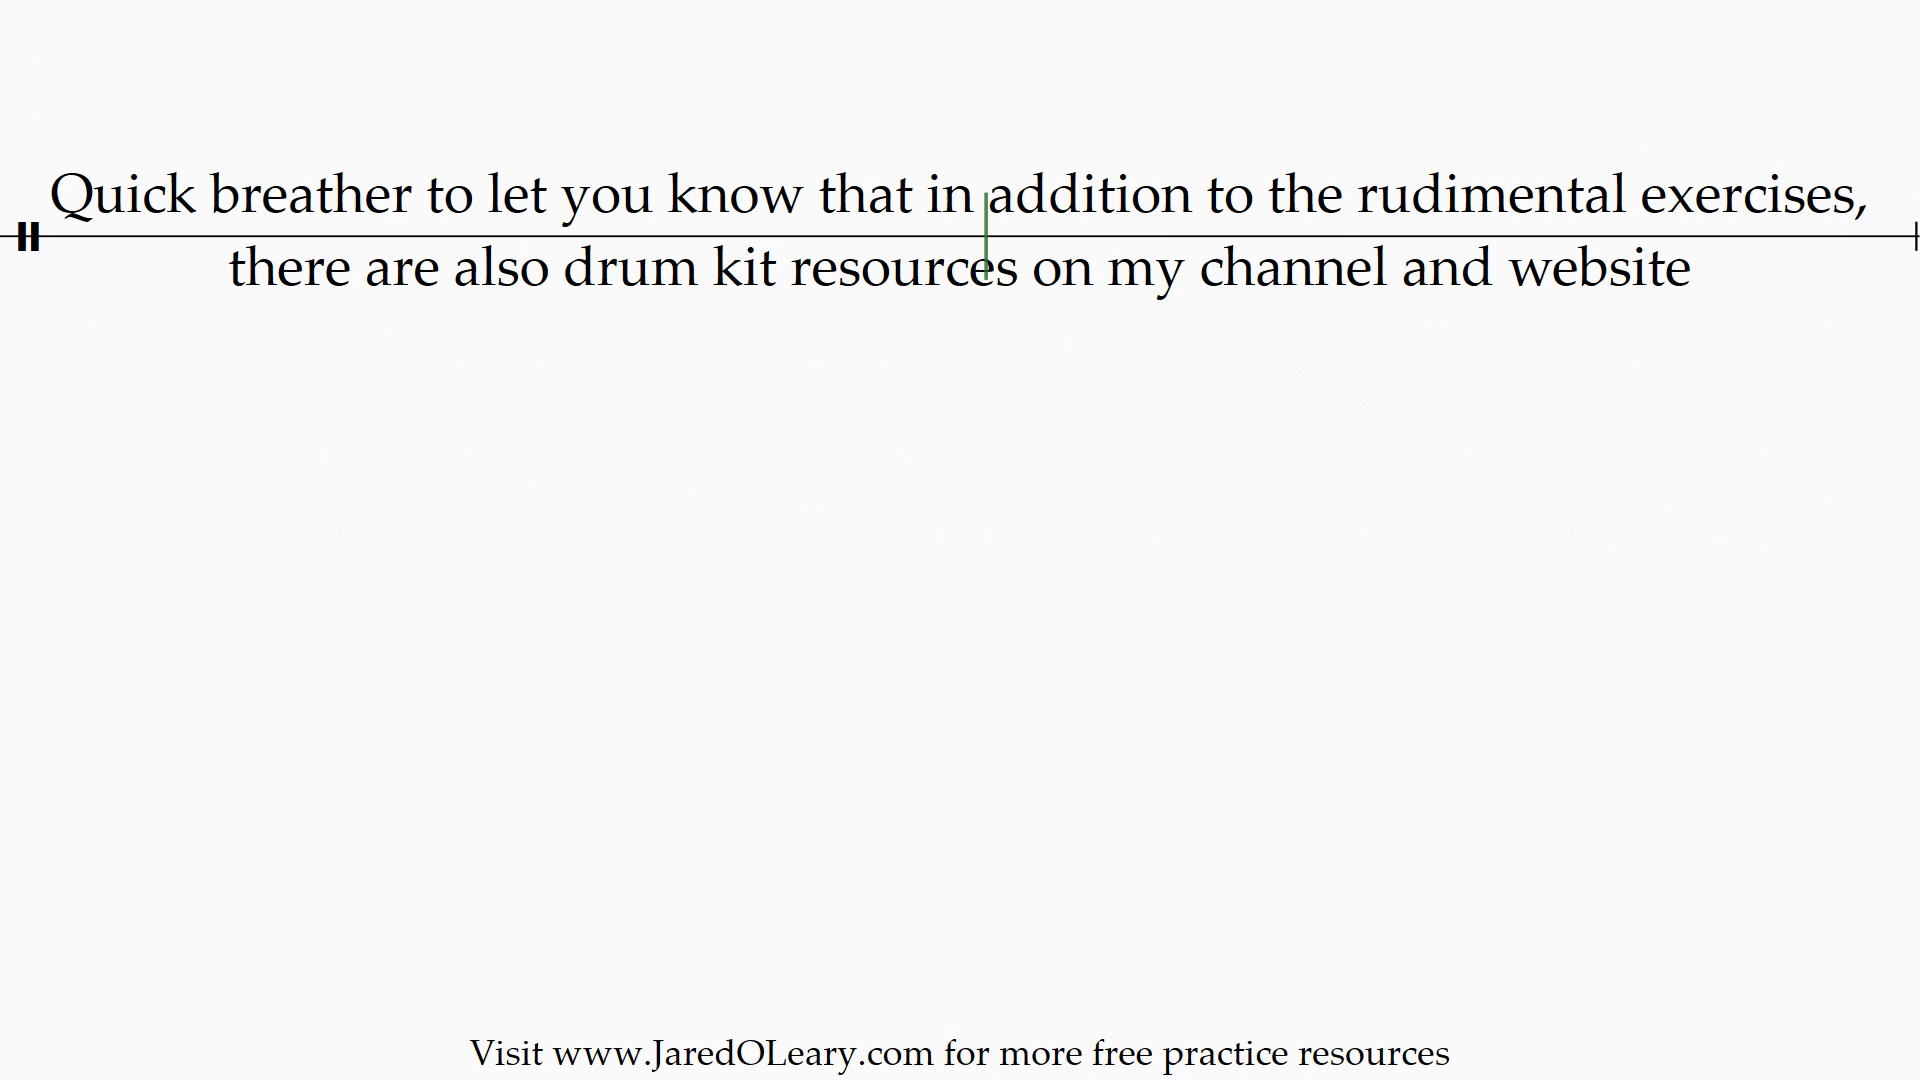 Quick breather to let you know that in addition to the rudimental exercises,
there are also drum kit resources on my channel and website
Visit www.JaredOLeary.com for more free practice resources